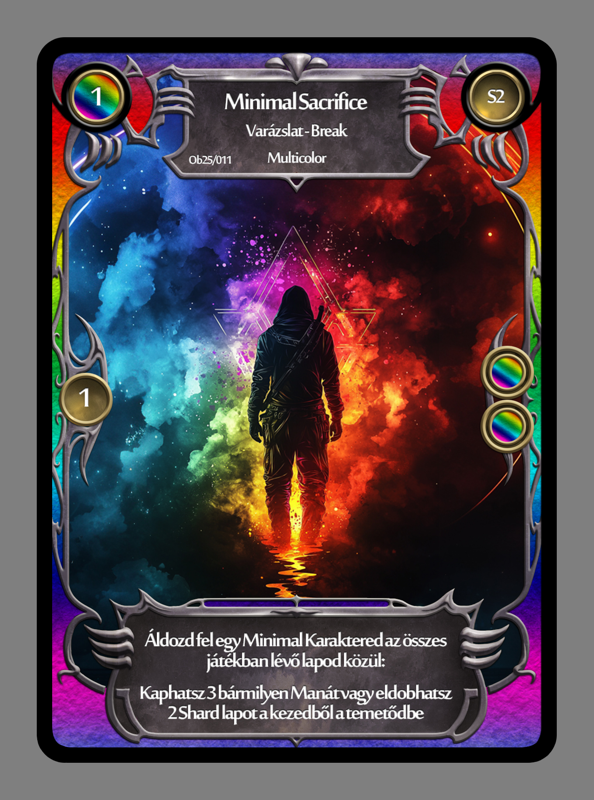 1
Minimal Sacrifice
S2
Varázslat - Break
Ob25/011
Multicolor
1
Áldozd fel egy Minimal Karaktered az összes
játékban lévő lapod közül:
Kaphatsz 3 bármilyen Manát vagy eldobhatsz
2 Shard lapot a kezedből a temetődbe